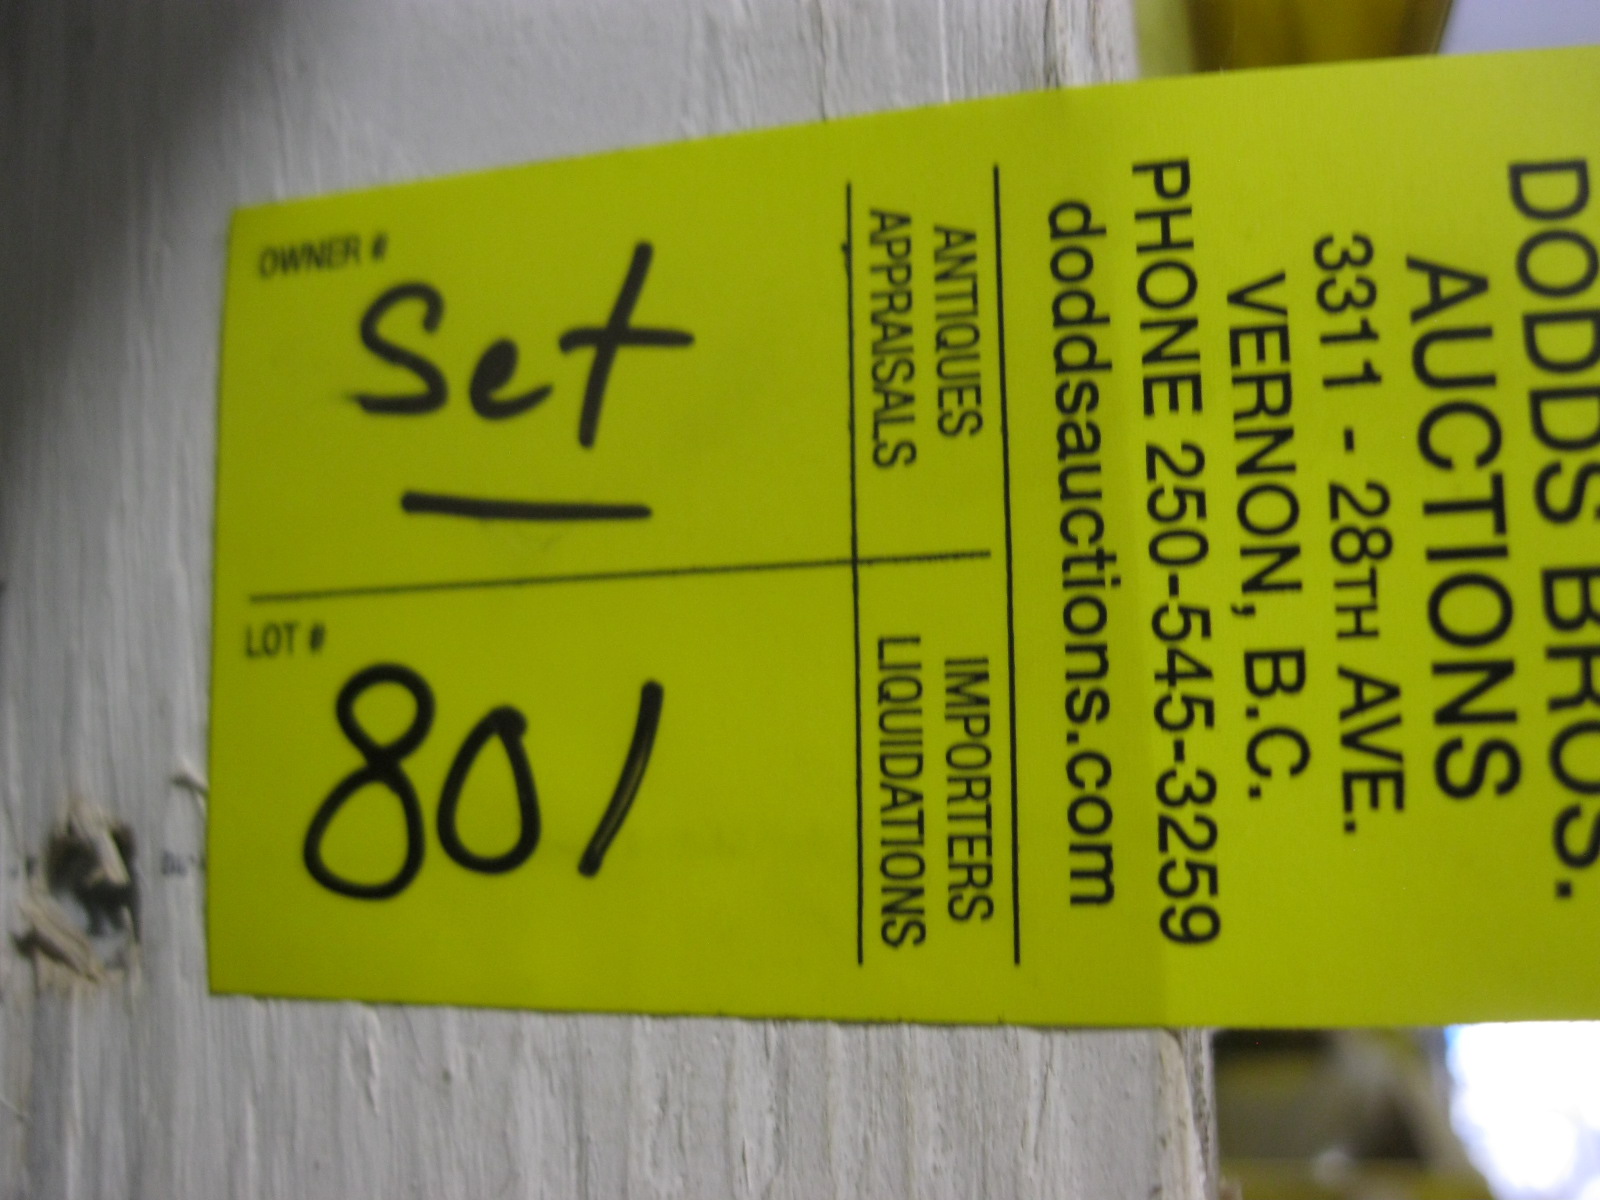 DODDS BROS.
AUCTIONS
3311 - 28TH AVE.
VERNON, B.C.
PHONE 250-545-3259
doddsauctions.com
ANTIQUES IMPORTERS
APPRAISALS LIQUIDATIONS
OWNER #
Set
LOT #
801